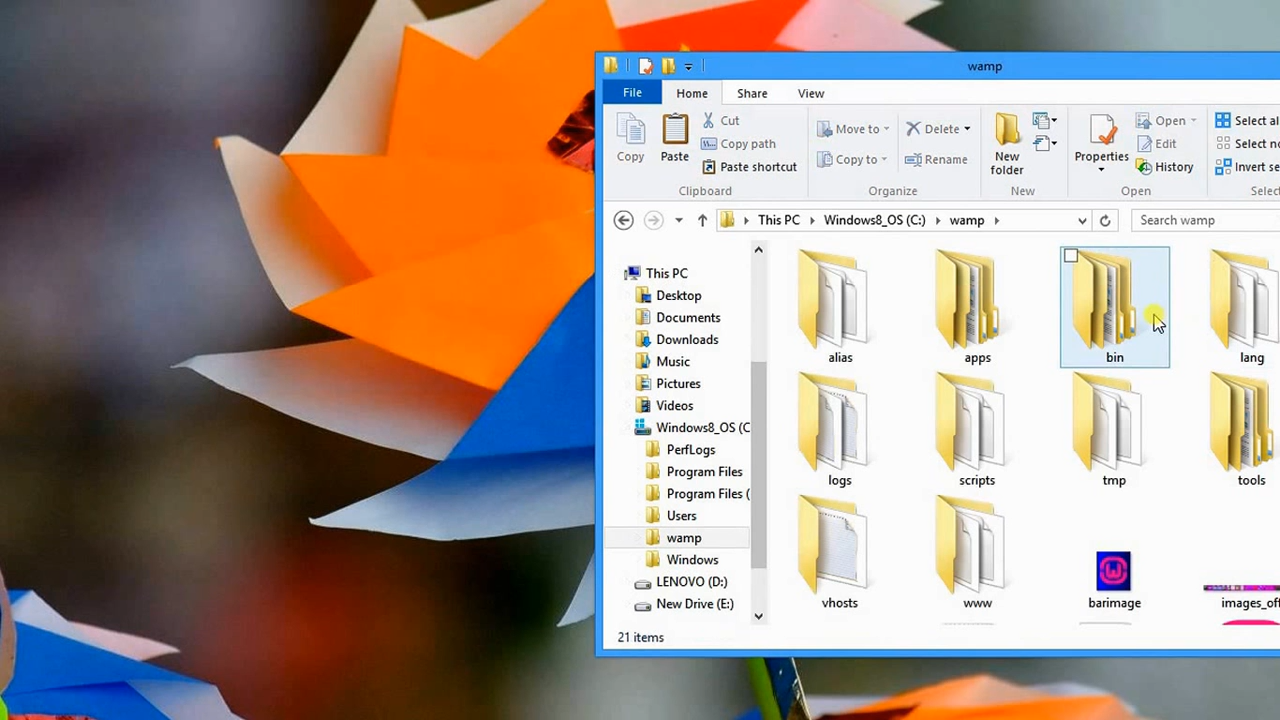 wamp
File Home Share View
Copy
Paste
Cut
Copy path
Paste shortcut
Clipboard
Move to
Copy to
Delete
Rename
Organize
New folder
New
Properties
Open
Edit
History
Open
Select al
Select no
Invert se
Selec
This PC Windows8_OS (C:) wamp
Search wamp
This PC
Desktop
Documents
Downloads
Music
Pictures
Videos
Windows8_OS (C
PerfLogs
Program Files
Program Files (
Users
wamp
Windows
LENOVO (D:)
New Drive (E:)
alias apps bin lang
logs scripts tmp tools
vhosts www barimage images_of
21 items